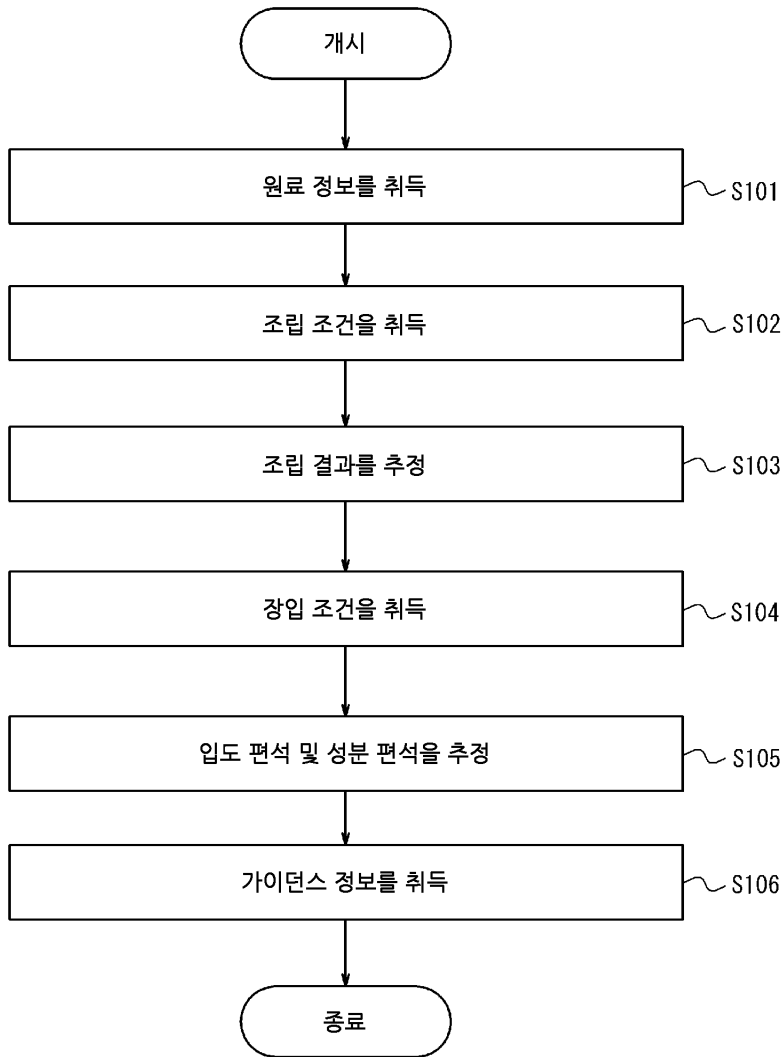 개시
원료 정보를 취득
S101
조립 조건을 취득
S102
조립 결과를 추정
S103
장입 조건을 취득
S104
입도 편석 및 성분 편석을 추정
S105
가이던스 정보를 취득
S106
종료